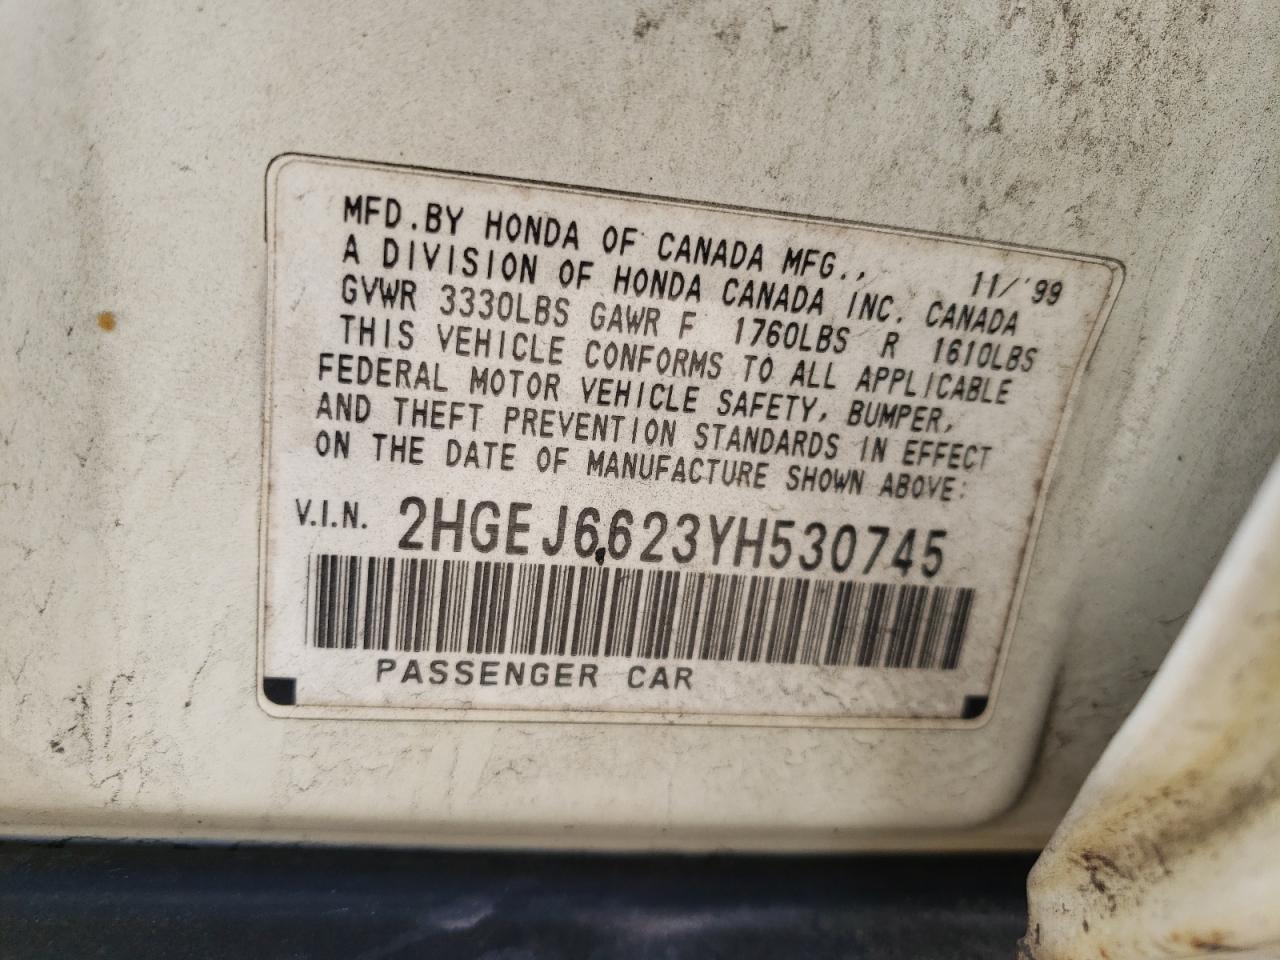 MFD.BY HONDA OF CANADA MFG., 11/'99
A DIVISION OF HONDA CANADA INC. CANADA
GVWR 3330LBS GAWR F 1760LBS R 1610LBS
THIS VEHICLE CONFORMS TO ALL APPLICABLE
FEDERAL MOTOR VEHICLE SAFETY, BUMPER,
AND THEFT PREVENTION STANDARDS IN EFFECT
ON THE DATE OF MANUFACTURE SHOWN ABOVE:
V.I.N. 2HGEJ6623YH530745
PASSENGER CAR